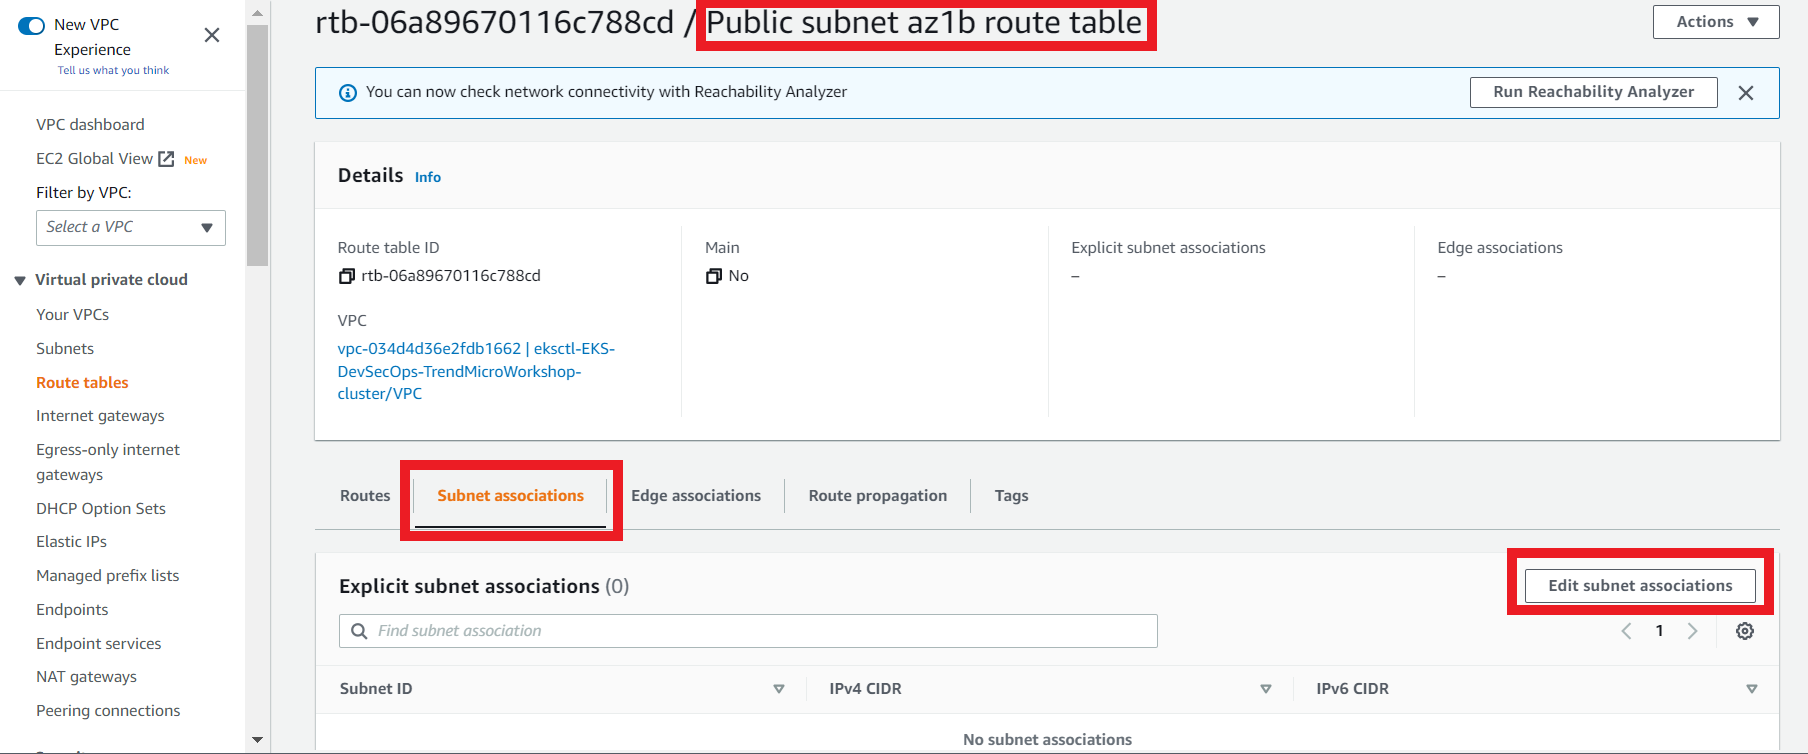 New VPC
Experience
Tell us what you think
VPC dashboard
EC2 Global View New
Filter by VPC:
Select a VPC
Virtual private cloud
Your VPCs
Subnets
Route tables
Internet gateways
Egress-only internet
gateways
DHCP Option Sets
Elastic IPs
Managed prefix lists
Endpoints
Endpoint services
NAT gateways
Peering connections
rtb-06a89670116c788cd / Public subnet az1b route table
Actions
You can now check network connectivity with Reachability Analyzer
Run Reachability Analyzer
Details Info
Route table ID
rtb-06a89670116c788cd
Main
No
Explicit subnet associations
–
Edge associations
–
VPC
vpc-034d4d36e2fdb1662 | eksctl-EKS-
DevSecOps-TrendMicroWorkshop-
cluster/VPC
Routes
Subnet associations
Edge associations
Route propagation
Tags
Explicit subnet associations (0)
Edit subnet associations
Find subnet association
1
Subnet ID
IPv4 CIDR
IPv6 CIDR
No subnet associations